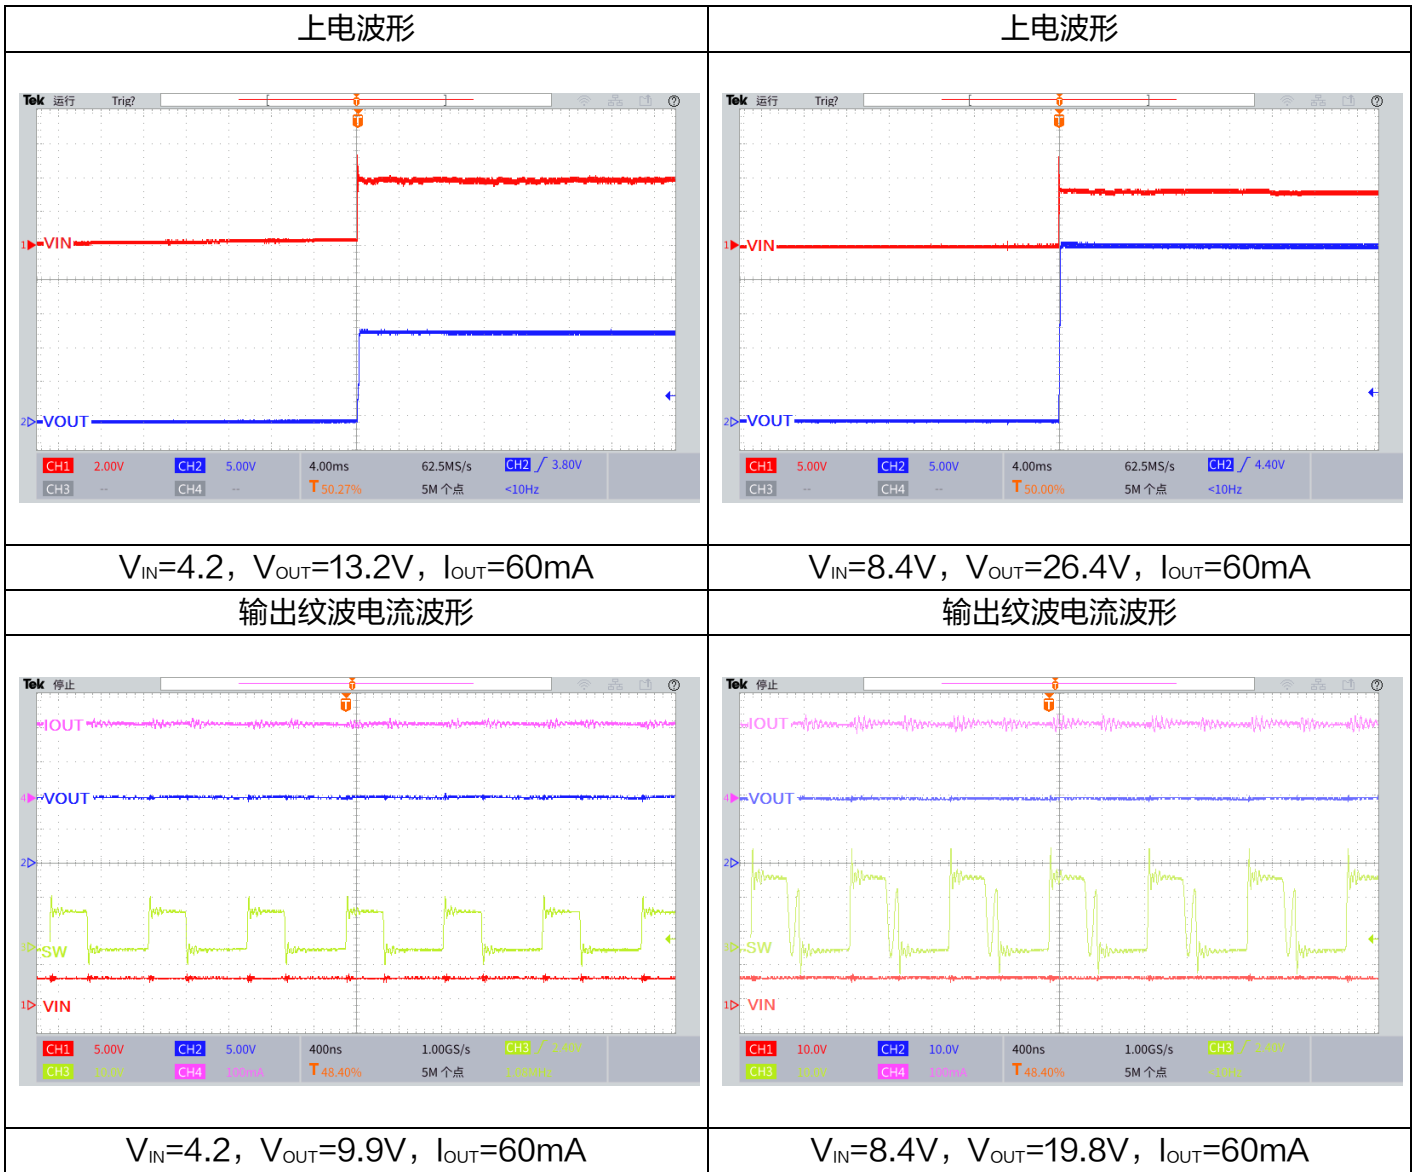 上电波形
上电波形
Tek 运行 Trig?
VIN
VOUT
CH1 2.00V CH2 5.00V 4.00ms 62.5MS/s CH2 3.80V
CH3 -- CH4 -- T 50.27% 5M 个点 <10Hz
Tek 运行 Trig?
VIN
VOUT
CH1 5.00V CH2 5.00V 4.00ms 62.5MS/s CH2 4.40V
CH3 -- CH4 -- T 50.00% 5M 个点 <10Hz
VIN=4.2，VOUT=13.2V，IOUT=60mA
VIN=8.4V，VOUT=26.4V，IOUT=60mA
输出纹波电流波形
输出纹波电流波形
Tek 停止
IOUT
VOUT
SW
VIN
CH1 5.00V CH2 5.00V 400ns 1.00GS/s CH3 2.40V
CH3 10.0V CH4 100mA T 48.40% 5M 个点 1.08MHz
Tek 停止
IOUT
VOUT
SW
VIN
CH1 10.0V CH2 10.0V 400ns 1.00GS/s CH3 2.40V
CH3 10.0V CH4 100mA T 48.40% 5M 个点 <10Hz
VIN=4.2，VOUT=9.9V，IOUT=60mA
VIN=8.4V，VOUT=19.8V，IOUT=60mA